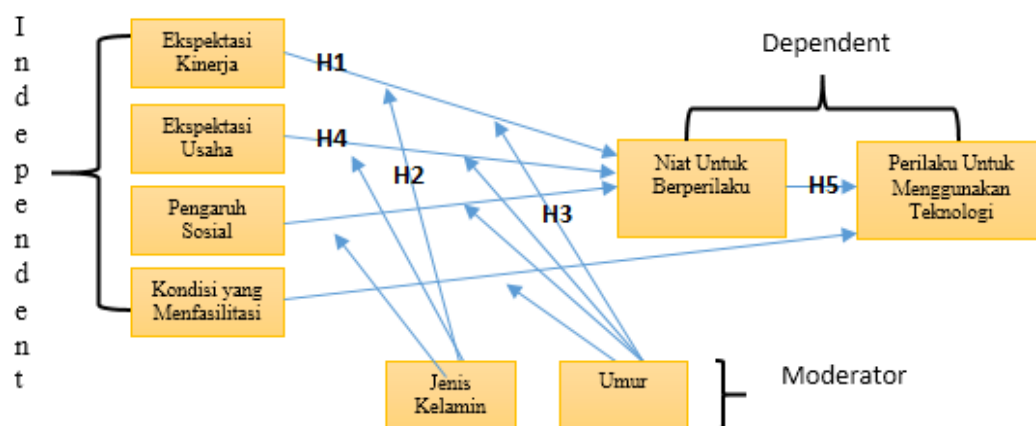 Independent
Ekspektasi
Kinerja
Ekspektasi
Usaha
Pengaruh
Sosial
Kondisi yang
Menfasilitasi
H1
H4
H2
H3
Dependent
Niat Untuk
Berperilaku
H5
Perilaku Untuk
Menggunakan
Teknologi
Jenis
Kelamin
Umur
Moderator